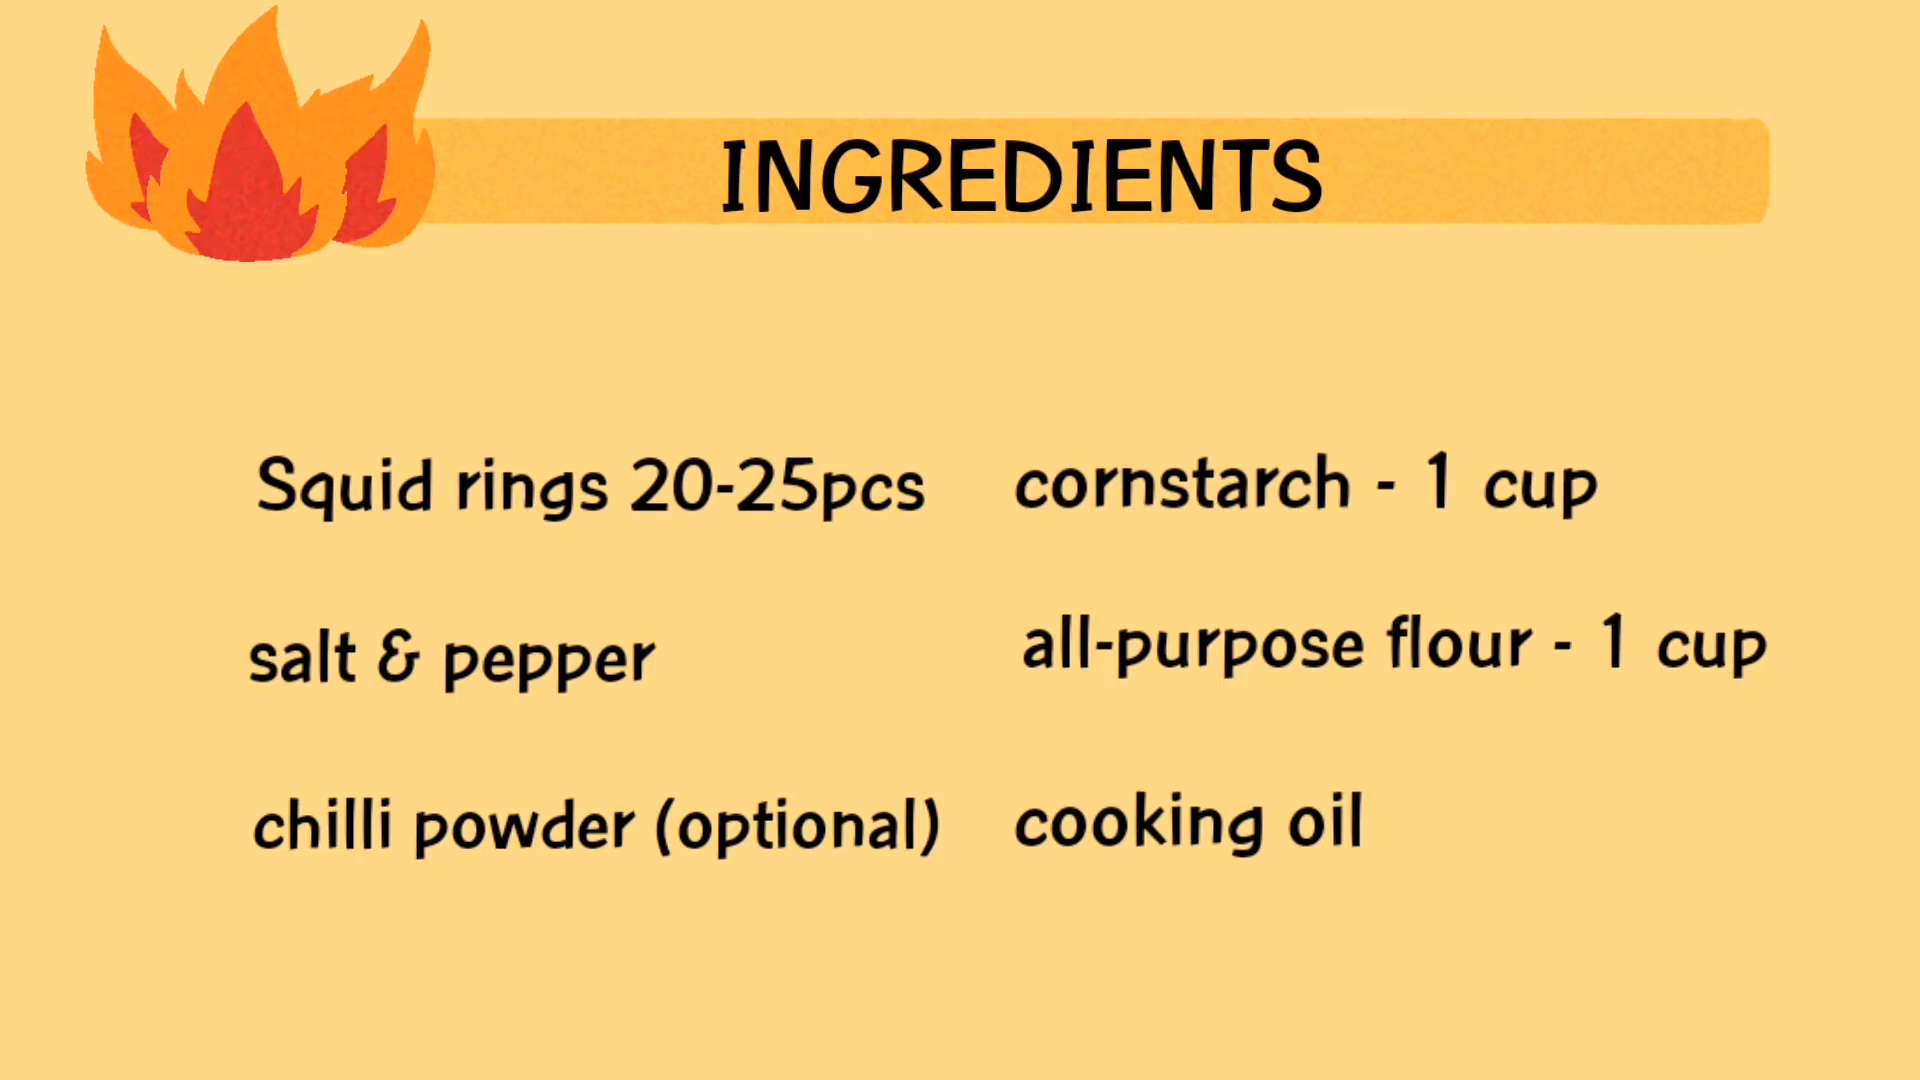 INGREDIENTS
Squid rings 20-25pcs
salt & pepper
chilli powder (optional)
cornstarch - 1 cup
all-purpose flour - 1 cup
cooking oil